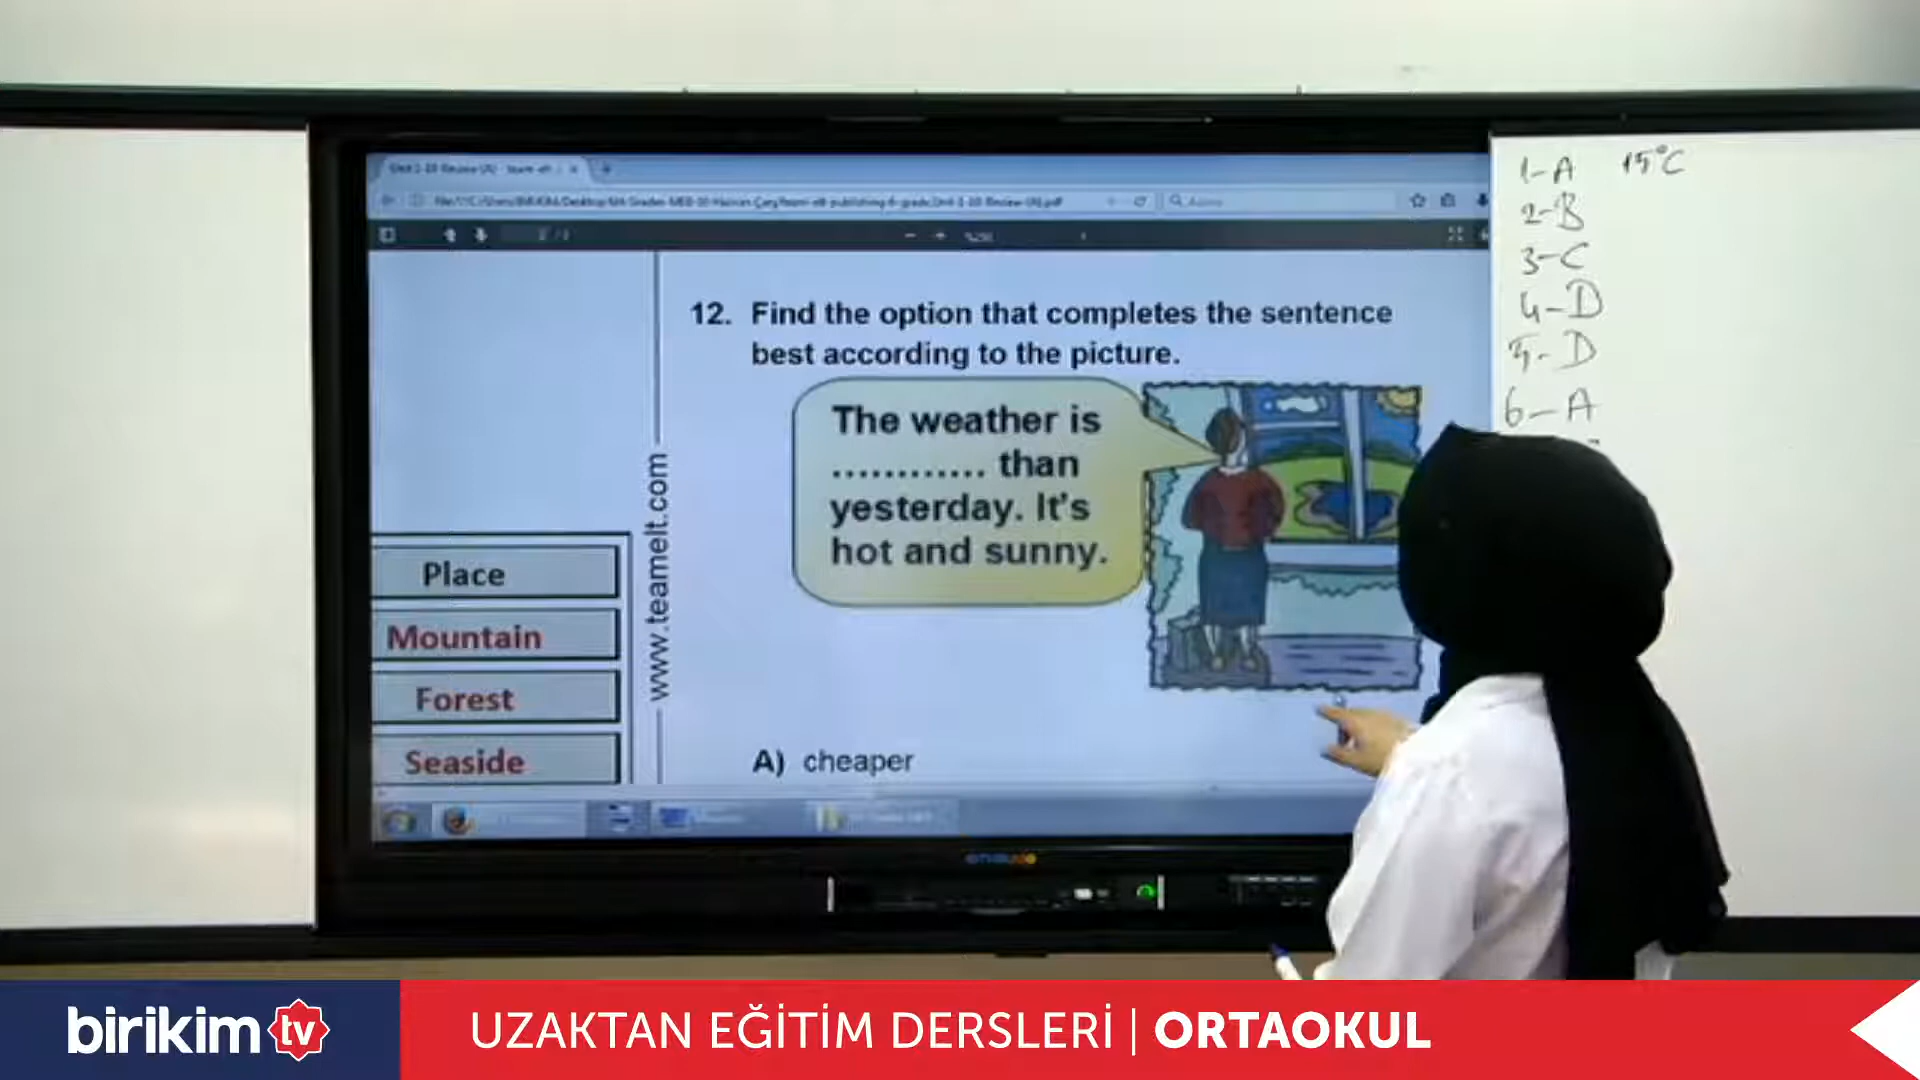 1-A 15°C
2-B
3-C
4-D
5-D
6-A
12. Find the option that completes the sentence
best according to the picture.
The weather is
............ than
yesterday. It's
hot and sunny.
www.teamelt.com
Place
Mountain
Forest
Seaside
A) cheaper
birikim tv
UZAKTAN EĞİTİM DERSLERİ | ORTAOKUL